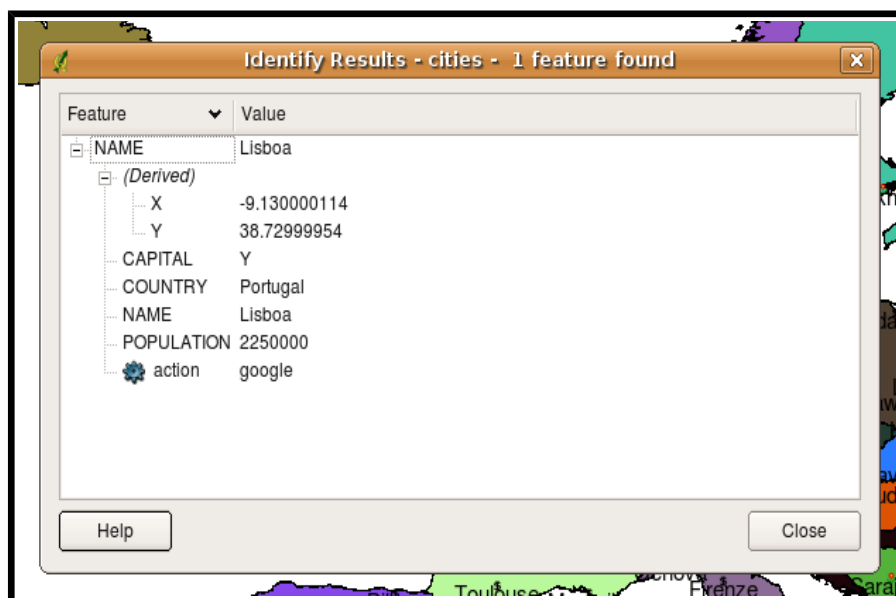 Identify Results - cities - 1 feature found
Feature Value
NAME Lisboa
(Derived)
X -9.130000114
Y 38.72999954
CAPITAL Y
COUNTRY Portugal
NAME Lisboa
POPULATION 2250000
action google
Help Close
Toulouse
Firenze